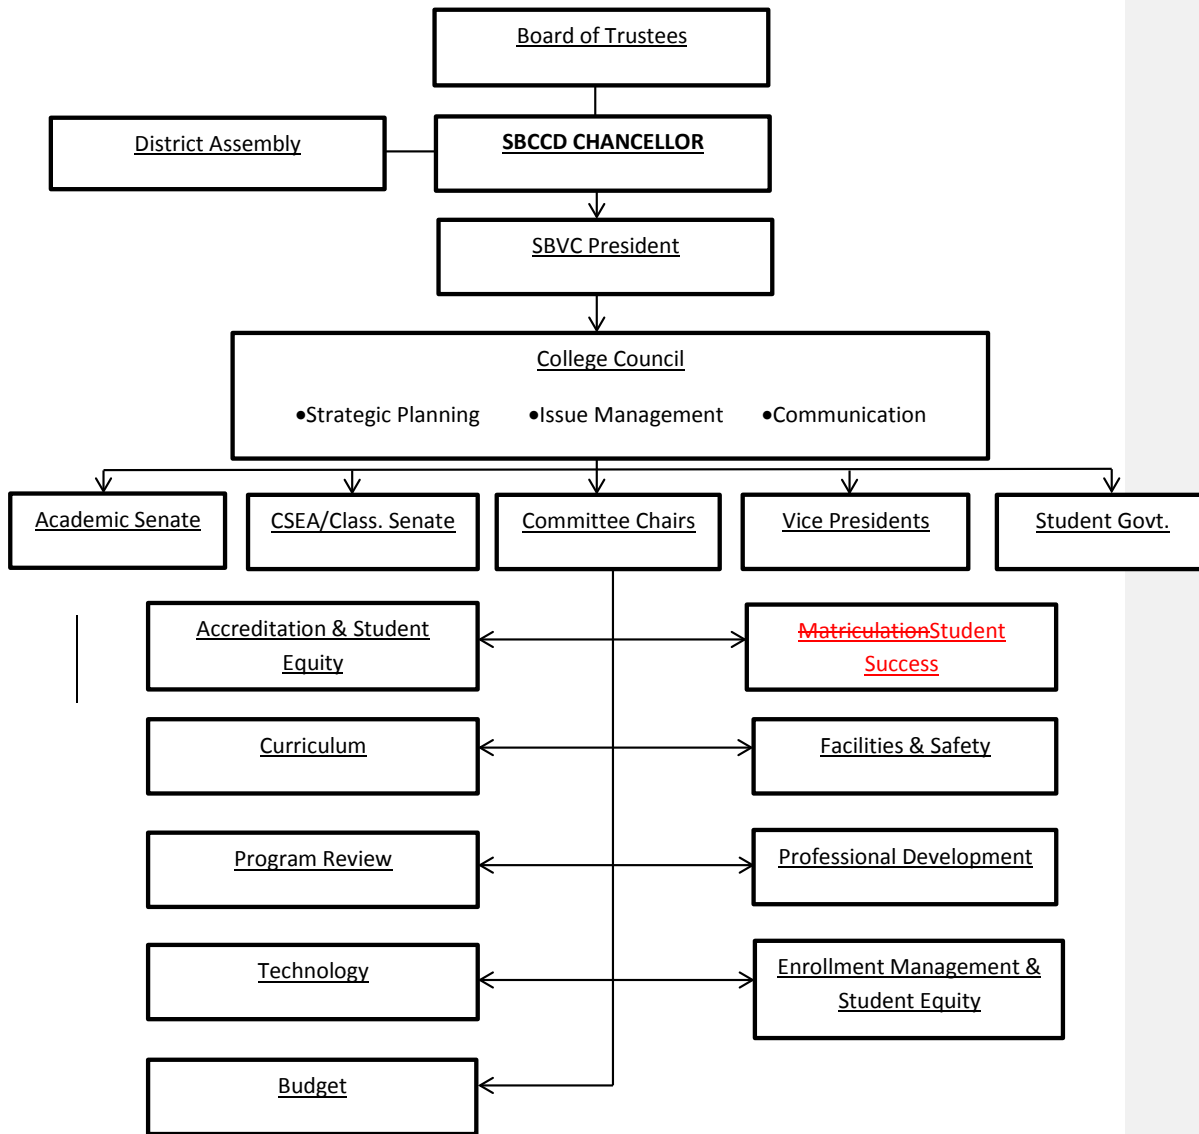 Board of Trustees
District Assembly
SBCCD CHANCELLOR
SBVC President
College Council
•Strategic Planning •Issue Management •Communication
Academic Senate
CSEA/Class. Senate
Committee Chairs
Vice Presidents
Student Govt.
Accreditation & Student
Equity
MatriculationStudent
Success
Curriculum
Facilities & Safety
Program Review
Professional Development
Technology
Enrollment Management &
Student Equity
Budget